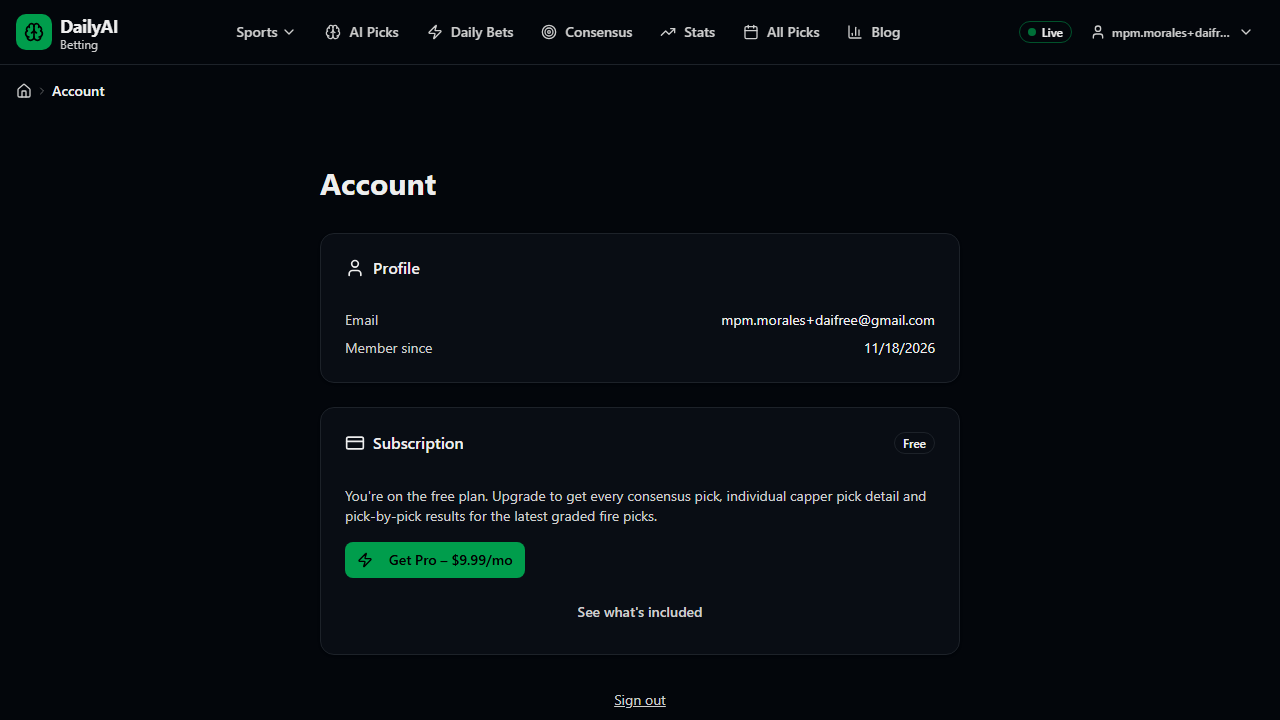 DailyAI
Betting
Sports
AI Picks
Daily Bets
Consensus
Stats
All Picks
Blog
Live
mpm.morales+daifr...
Account
Account
Profile
Email
mpm.morales+daifree@gmail.com
Member since
11/18/2026
Subscription
Free
You're on the free plan. Upgrade to get every consensus pick, individual capper pick detail and
pick-by-pick results for the latest graded fire picks.
Get Pro – $9.99/mo
See what's included
Sign out